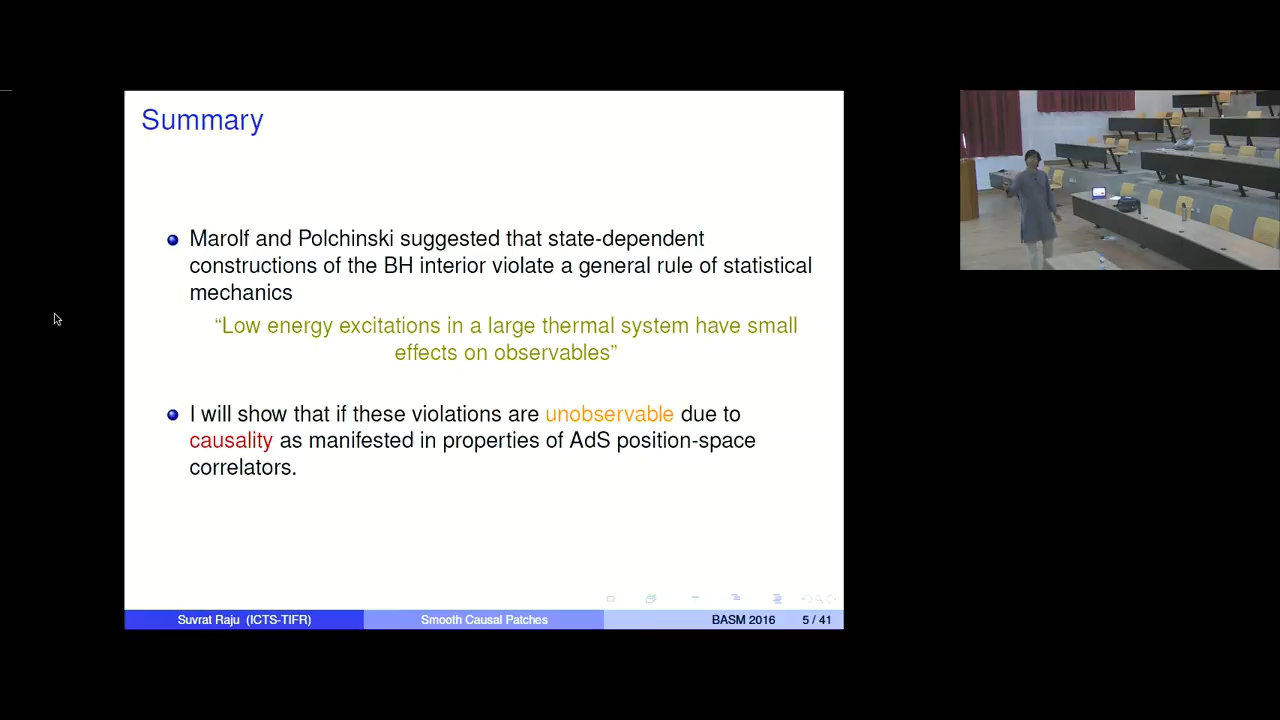 Summary
Marolf and Polchinski suggested that state-dependent
constructions of the BH interior violate a general rule of statistical
mechanics
“Low energy excitations in a large thermal system have small
effects on observables”
I will show that if these violations are unobservable due to
causality as manifested in properties of AdS position-space
correlators.
Suvrat Raju (ICTS-TIFR) Smooth Causal Patches BASM 2016 5 / 41